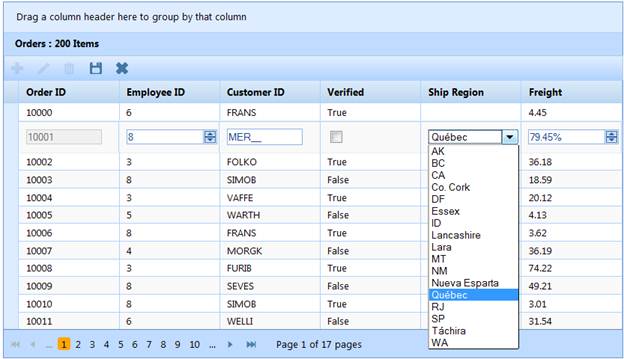 Drag a column header here to group by that column
Orders : 200 Items
Order ID Employee ID Customer ID Verified Ship Region Freight
10000 6 FRANS True 4.45
10001 8 MER__ Québec 79.45%
AK
BC
CA
Co. Cork
DF
Essex
ID
Lancashire
Lara
MT
NM
Nueva Esparta
Québec
RJ
SP
Táchira
WA
10002 3 FOLKO True 36.18
10003 8 SIMOB False 18.59
10004 3 VAFFE True 20.12
10005 5 WARTH False 4.13
10006 8 FRANS True 3.62
10007 4 MORGK False 36.19
10008 3 FURIB True 74.22
10009 8 SEVES False 49.21
10010 8 SIMOB True 3.01
10011 6 WELLI False 31.54
... 1 2 3 4 5 6 7 8 9 10 ... Page 1 of 17 pages